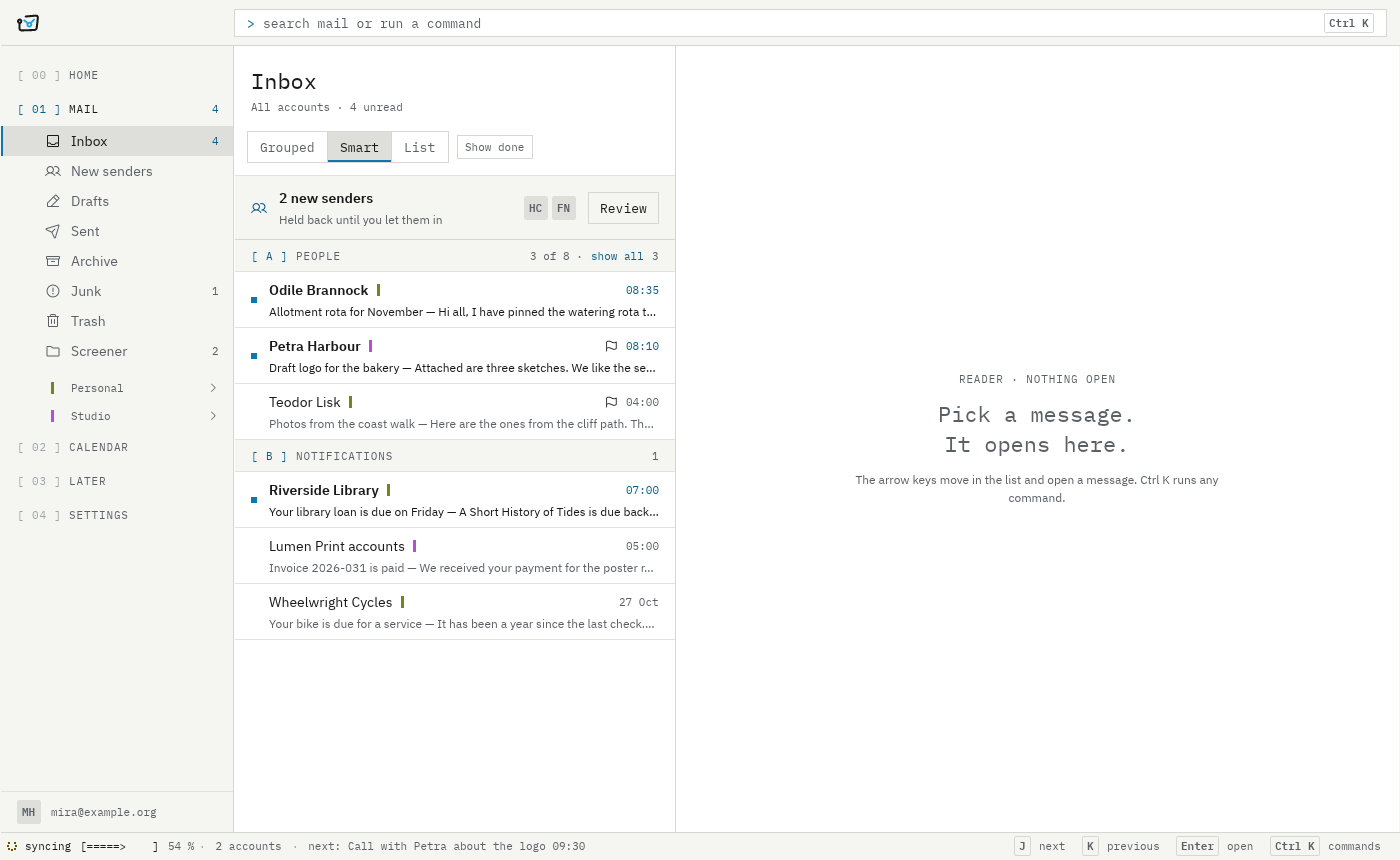 > search mail or run a command Ctrl K
[ 00 ] HOME
[ 01 ] MAIL 4
Inbox 4
New senders
Drafts
Sent
Archive
Junk 1
Trash
Screener 2
Personal
Studio
[ 02 ] CALENDAR
[ 03 ] LATER
[ 04 ] SETTINGS
MH mira@example.org
Inbox
All accounts · 4 unread
Grouped Smart List Show done
2 new senders
Held back until you let them in
HC FN Review
[ A ] PEOPLE 3 of 8 · show all 3
Odile Brannock 08:35
Allotment rota for November — Hi all, I have pinned the watering rota t…
Petra Harbour 08:10
Draft logo for the bakery — Attached are three sketches. We like the se…
Teodor Lisk 04:00
Photos from the coast walk — Here are the ones from the cliff path. Th…
[ B ] NOTIFICATIONS 1
Riverside Library 07:00
Your library loan is due on Friday — A Short History of Tides is due back…
Lumen Print accounts 05:00
Invoice 2026-031 is paid — We received your payment for the poster r…
Wheelwright Cycles 27 Oct
Your bike is due for a service — It has been a year since the last check.…
READER · NOTHING OPEN
Pick a message.
It opens here.
The arrow keys move in the list and open a message. Ctrl K runs any
command.
syncing [=====> ] 54 % · 2 accounts · next: Call with Petra about the logo 09:30
J next K previous Enter open Ctrl K commands